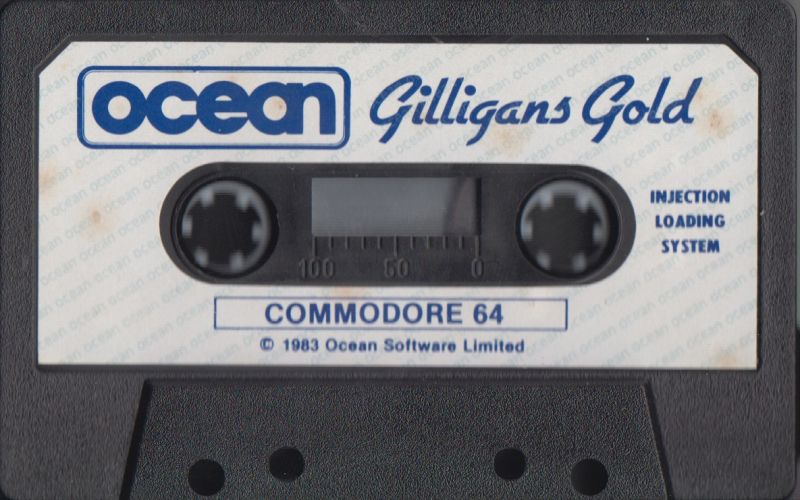 ocean Gilligans Gold
INJECTION
LOADING
SYSTEM
100 50 0
COMMODORE 64
© 1983 Ocean Software Limited